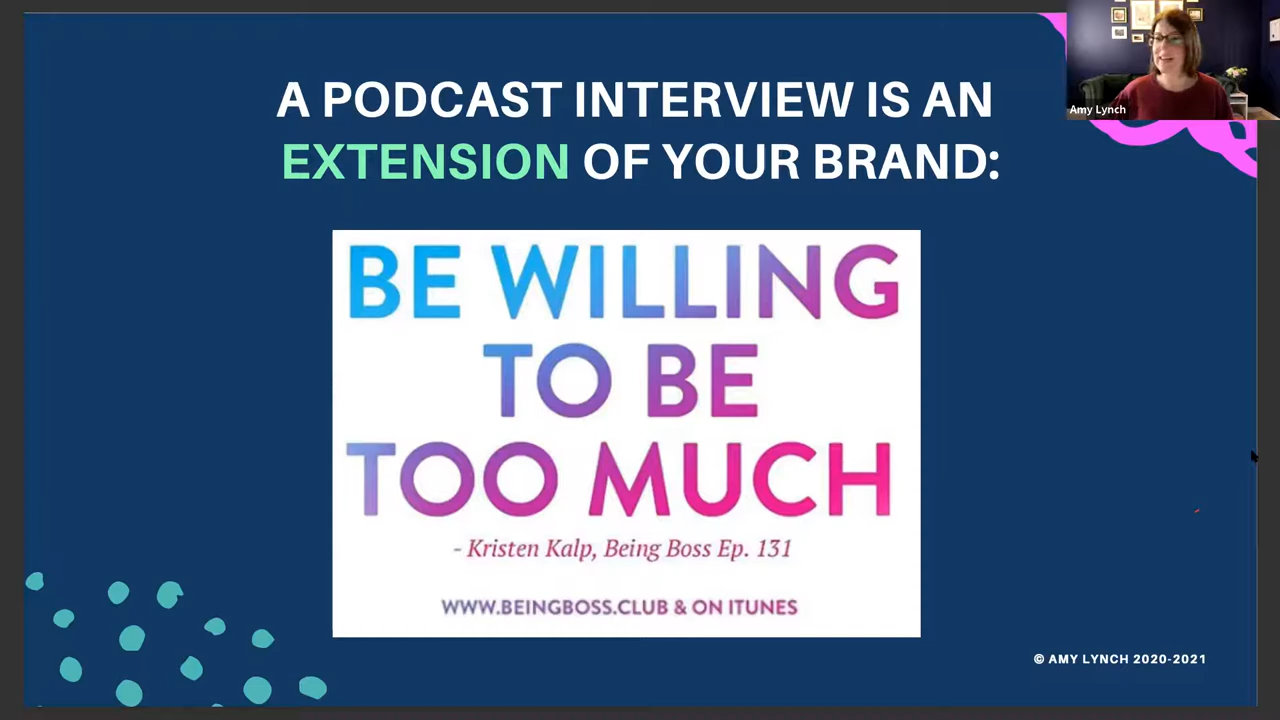 A PODCAST INTERVIEW IS AN
EXTENSION OF YOUR BRAND:
Amy Lynch
BE WILLING
TO BE
TOO MUCH
- Kristen Kalp, Being Boss Ep. 131
WWW.BEINGBOSS.CLUB & ON ITUNES
© AMY LYNCH 2020-2021